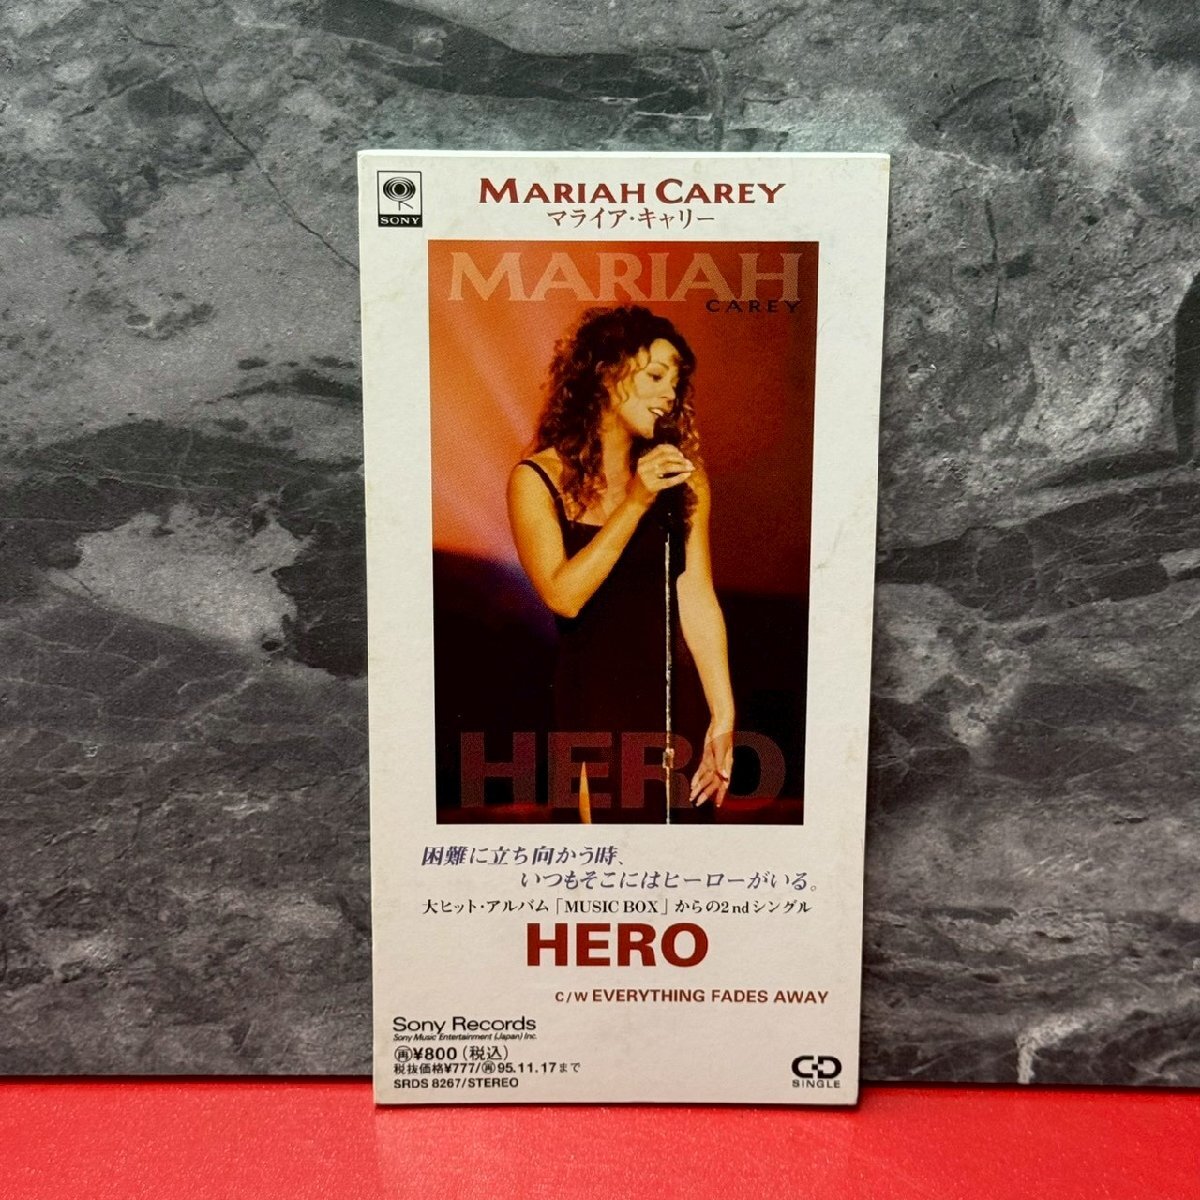 SONY
MARIAH CAREY
マライア・キャリー
MARIAH
CAREY
HERO
困難に立ち向かう時、
いつもそこにはヒーローがいる。
大ヒット・アルバム「MUSIC BOX」からの2ndシングル
HERO
C/W EVERYTHING FADES AWAY
Sony Records
Sony Music Entertainment (Japan) Inc.
㊢¥800(税込)
税抜価格¥777/㊢95.11.17まで
SRDS 8267/STEREO
CD
SINGLE